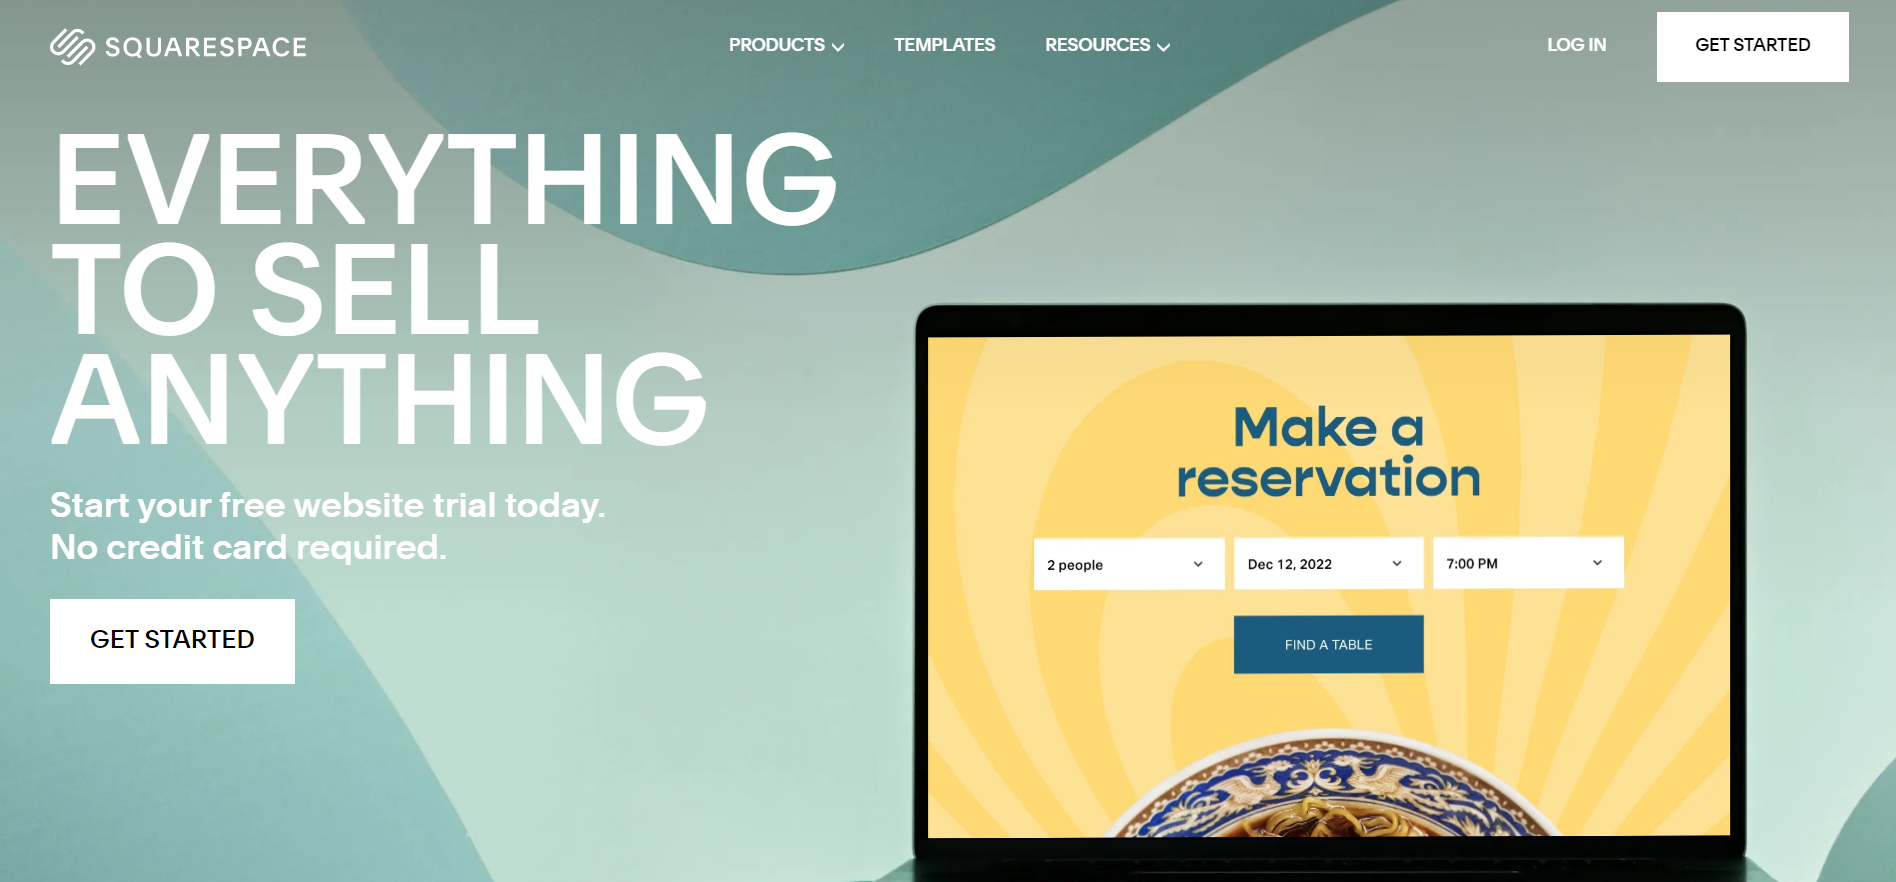 SQUARESPACE
PRODUCTS
TEMPLATES
RESOURCES
LOG IN
GET STARTED
EVERYTHING
TO SELL
ANYTHING
Start your free website trial today.
No credit card required.
GET STARTED
Make a
reservation
2 people
Dec 12, 2022
7:00 PM
FIND A TABLE